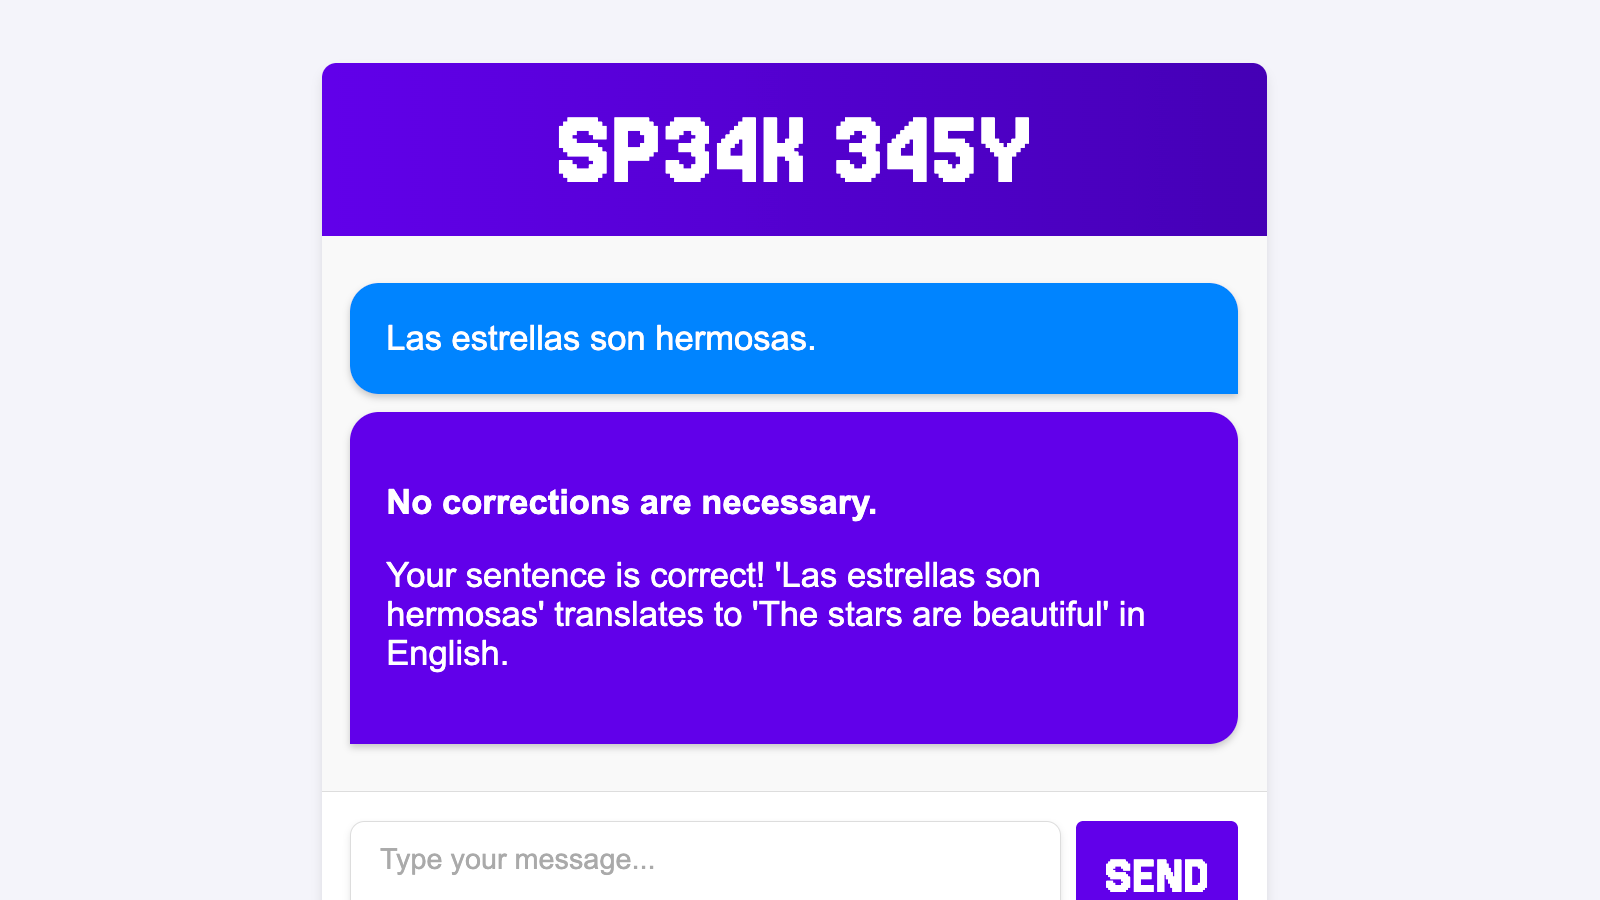 SP34K 345Y
Las estrellas son hermosas.
No corrections are necessary.
Your sentence is correct! 'Las estrellas son
hermosas' translates to 'The stars are beautiful' in
English.
Type your message...
SEND